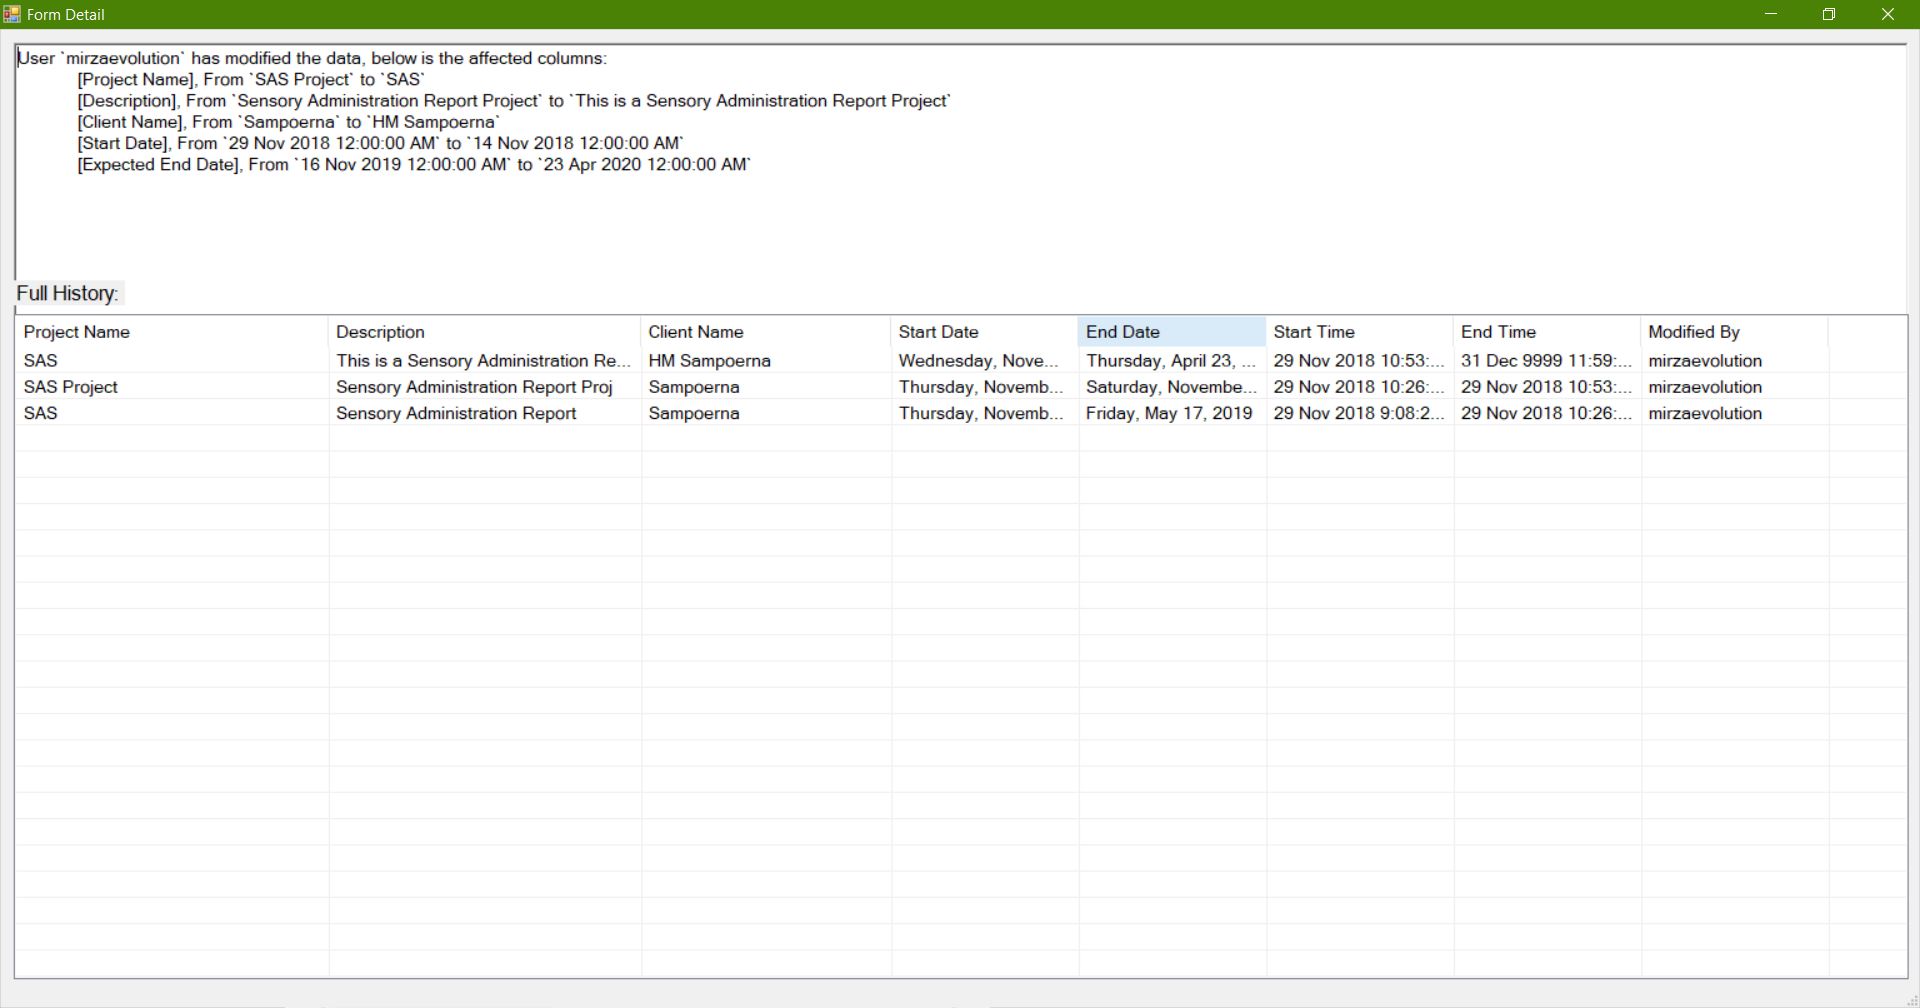 Form Detail
User `mirzaevolution` has modified the data, below is the affected columns:
[Project Name], From `SAS Project` to `SAS`
[Description], From `Sensory Administration Report Project` to `This is a Sensory Administration Report Project`
[Client Name], From `Sampoerna` to `HM Sampoerna`
[Start Date], From `29 Nov 2018 12:00:00 AM` to `14 Nov 2018 12:00:00 AM`
[Expected End Date], From `16 Nov 2019 12:00:00 AM` to `23 Apr 2020 12:00:00 AM`
Full History:
Project Name Description Client Name Start Date End Date Start Time End Time Modified By
SAS This is a Sensory Administration Re... HM Sampoerna Wednesday, Nove... Thursday, April 23, ... 29 Nov 2018 10:53:... 31 Dec 9999 11:59:... mirzaevolution
SAS Project Sensory Administration Report Proj Sampoerna Thursday, Novemb... Saturday, Novembe... 29 Nov 2018 10:26:... 29 Nov 2018 10:53:... mirzaevolution
SAS Sensory Administration Report Sampoerna Thursday, Novemb... Friday, May 17, 2019 29 Nov 2018 9:08:2... 29 Nov 2018 10:26:... mirzaevolution